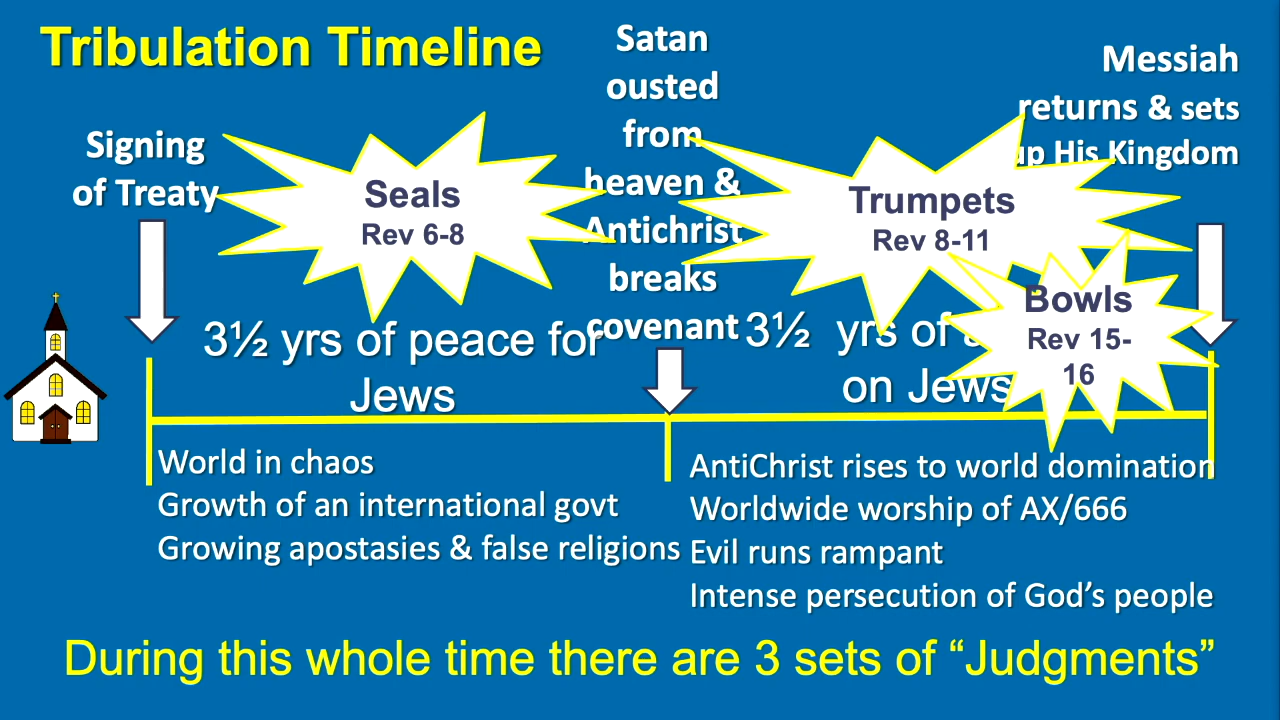 Tribulation Timeline
Satan
ousted
from
heaven &
Antichrist
breaks
covenant
Messiah
returns & sets
up His Kingdom
Signing
of Treaty
Seals
Rev 6-8
Trumpets
Rev 8-11
Bowls
Rev 15-
16
3½ yrs of peace for
Jews
3½ yrs of
on Jews
World in chaos
Growth of an international govt
Growing apostasies & false religions
AntiChrist rises to world domination
Worldwide worship of AX/666
Evil runs rampant
Intense persecution of God’s people
During this whole time there are 3 sets of “Judgments”